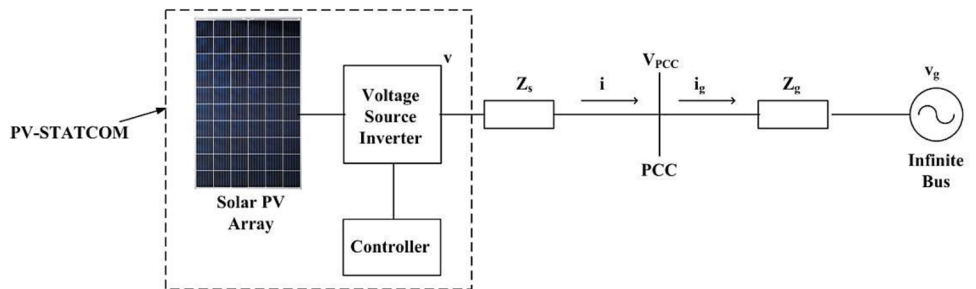 PV-STATCOM
Solar PV
Array
Voltage
Source
Inverter
Controller
v
Zs
i
VPCC
PCC
ig
Zg
vg
Infinite
Bus